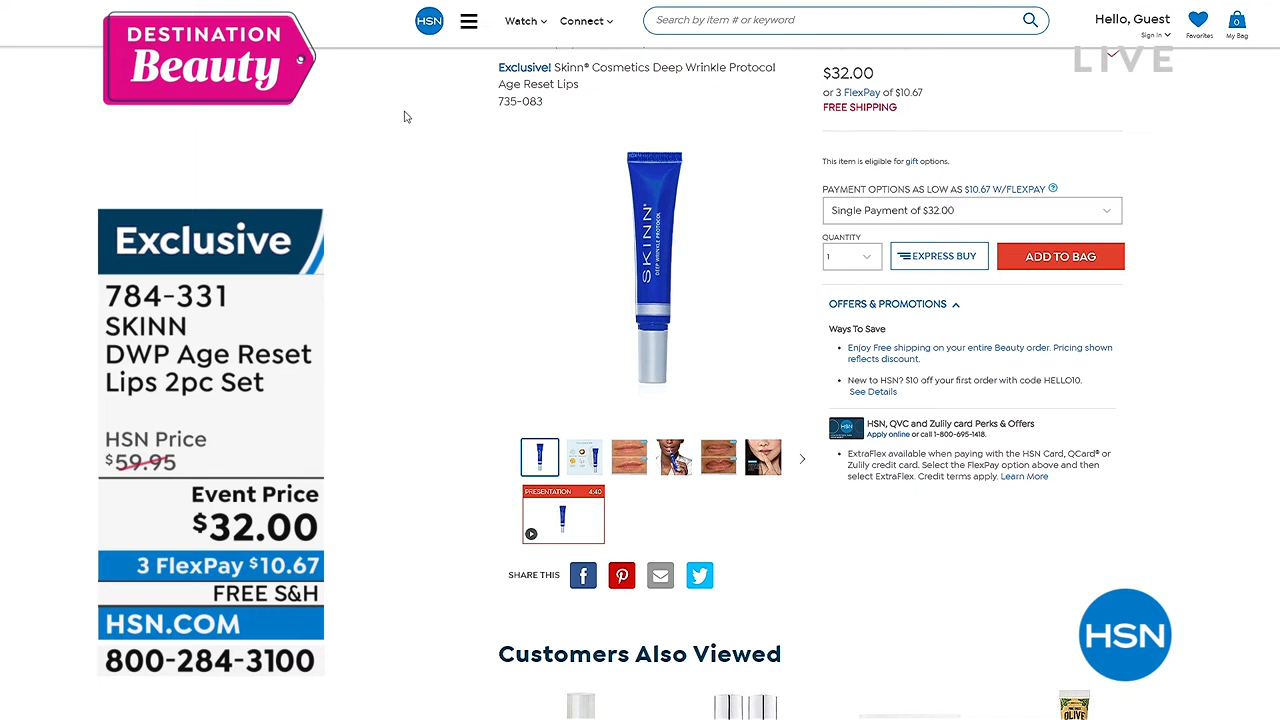 DESTINATION
Beauty
HSN
Watch
Connect
Search by item # or keyword
Hello, Guest
Sign In
Favorites
0
My Bag
LIVE
Exclusive! Skinn® Cosmetics Deep Wrinkle Protocol
Age Reset Lips
735-083
$32.00
or 3 FlexPay of $10.67
FREE SHIPPING
This item is eligible for gift options.
PAYMENT OPTIONS AS LOW AS $10.67 W/FLEXPAY ?
Single Payment of $32.00
QUANTITY
1
EXPRESS BUY
ADD TO BAG
OFFERS & PROMOTIONS
Ways To Save
• Enjoy Free shipping on your entire Beauty order. Pricing shown
reflects discount.
• New to HSN? $10 off your first order with code HELLO10.
See Details
HSN
HSN, QVC and Zulily card Perks & Offers
Apply online or call 1-800-695-1418.
• ExtraFlex available when paying with the HSN Card, QCard® or
Zulily credit card. Select the FlexPay option above and then
select ExtraFlex. Credit terms apply. Learn More
SKINN®
DEEP WRINKLE PROTOCOL
PRESENTATION 4:40
SHARE THIS
Customers Also Viewed
OLIVE
Exclusive
784-331
SKINN
DWP Age Reset
Lips 2pc Set
HSN Price
$59.95
Event Price
$32.00
3 FlexPay $10.67
FREE S&H
HSN.COM
800-284-3100
HSN